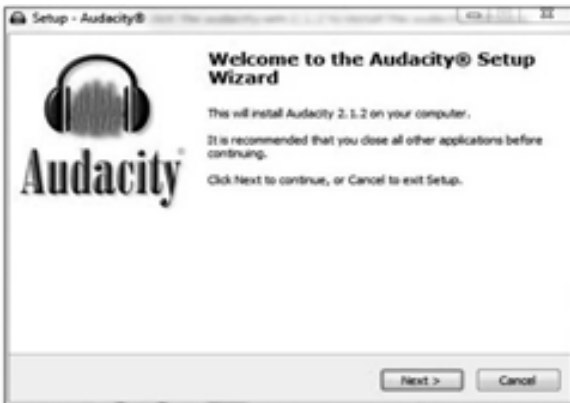 Setup - Audacity®
Welcome to the Audacity® Setup
Wizard
This will install Audacity 2.1.2 on your computer.
It is recommended that you close all other applications before
continuing.
Click Next to continue, or Cancel to exit Setup.
Audacity®
Next >
Cancel